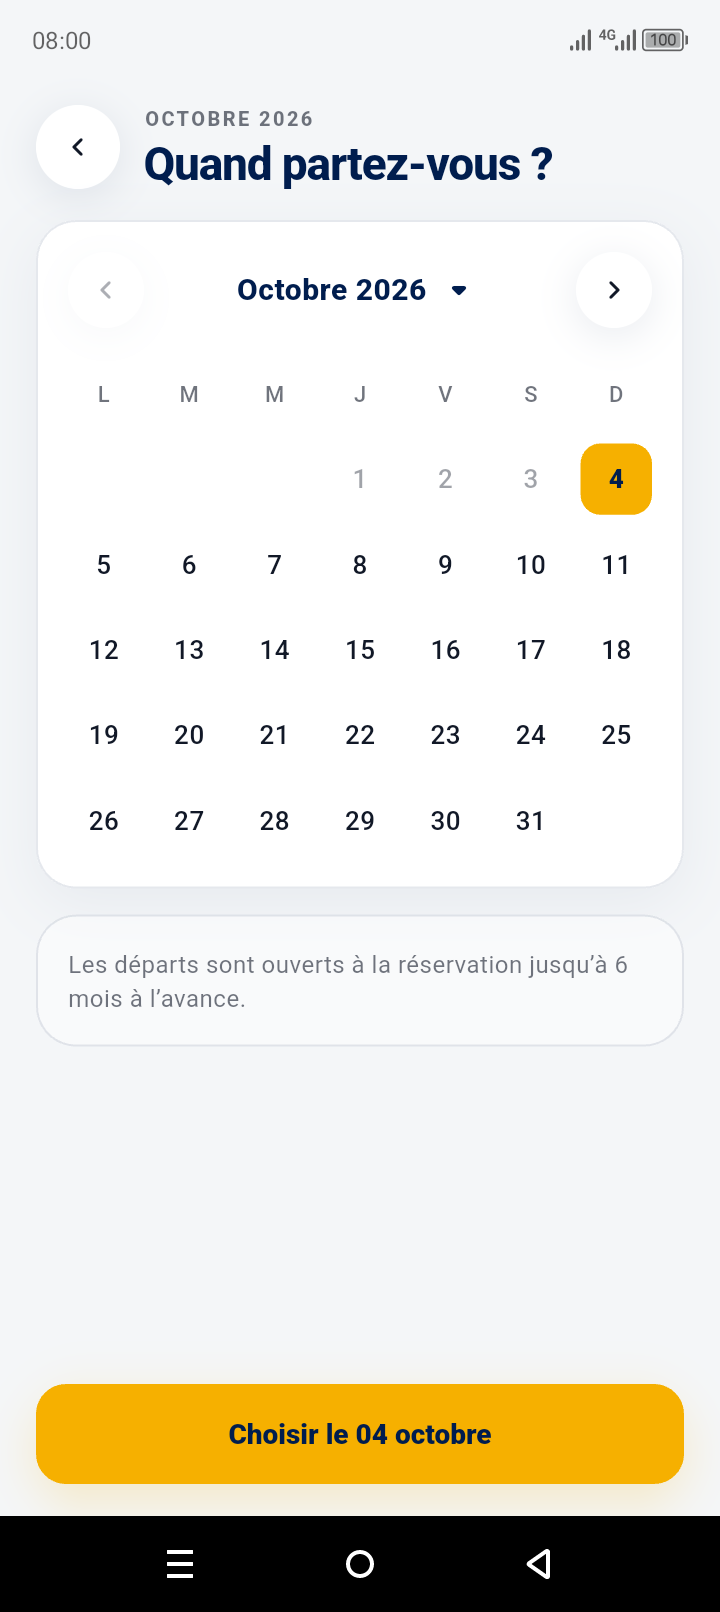 08:00
4G
100
OCTOBRE 2026
Quand partez-vous ?
Octobre 2026
L M M J V S D
1 2 3 4
5 6 7 8 9 10 11
12 13 14 15 16 17 18
19 20 21 22 23 24 25
26 27 28 29 30 31
Les départs sont ouverts à la réservation jusqu’à 6
mois à l’avance.
Choisir le 04 octobre